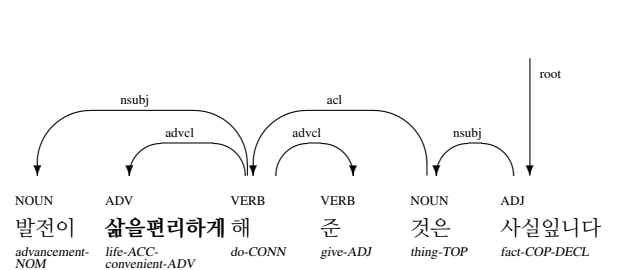 root
nsubj acl
advcl advcl nsubj
NOUN ADV VERB VERB NOUN ADJ
발전이 삶을편리하게 해 준 것은 사실잎니다
advancement- life-ACC- do-CONN give-ADJ thing-TOP fact-COP-DECL
NOM convenient-ADV